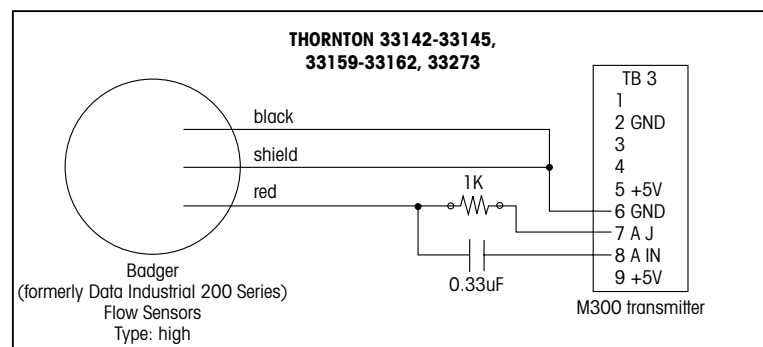 THORNTON 33142-33145,
33159-33162, 33273
black
shield
red
1K
0.33uF
Badger
(formerly Data Industrial 200 Series)
Flow Sensors
Type: high
TB 3
1
2 GND
3
4
5 +5V
6 GND
7 A J
8 A IN
9 +5V
M300 transmitter